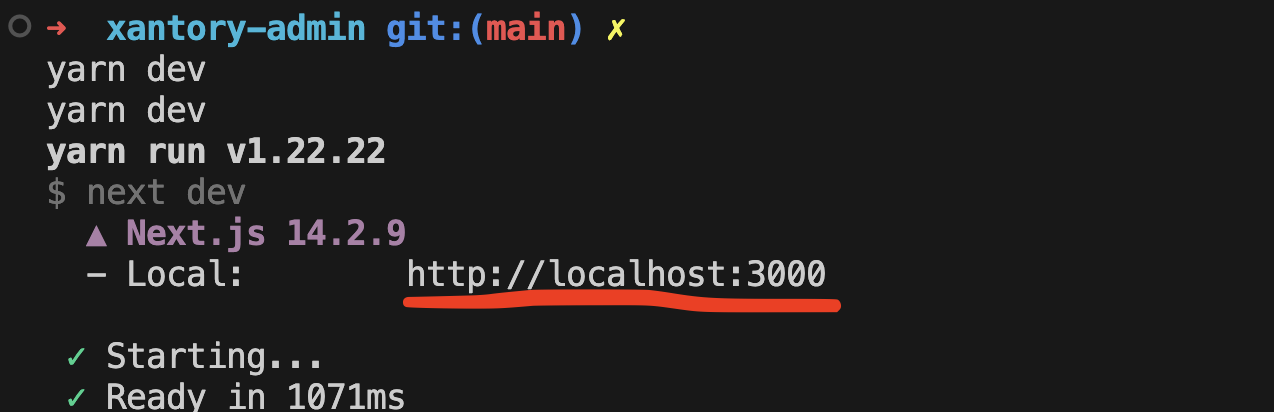 ➜  xantory-admin git:(main) ✗
yarn dev
yarn dev
yarn run v1.22.22
$ next dev
▲ Next.js 14.2.9
- Local:        http://localhost:3000
✓ Starting...
✓ Ready in 1071ms